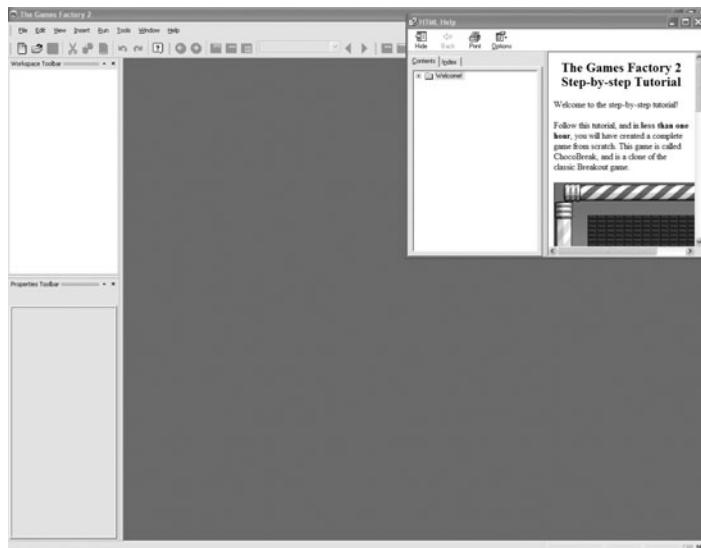 The Games Factory 2
File Edit View Insert Run Tools Window Help
Workspace Toolbar
Properties Toolbar
HTML Help
Hide Back Print Options
Contents Index
Welcome!
The Games Factory 2
Step-by-step Tutorial
Welcome to the step-by-step tutorial!
Follow this tutorial, and in less than one
hour, you will have created a complete
game from scratch. This game is called
ChocoBreak, and is a clone of the
classic Breakout game.